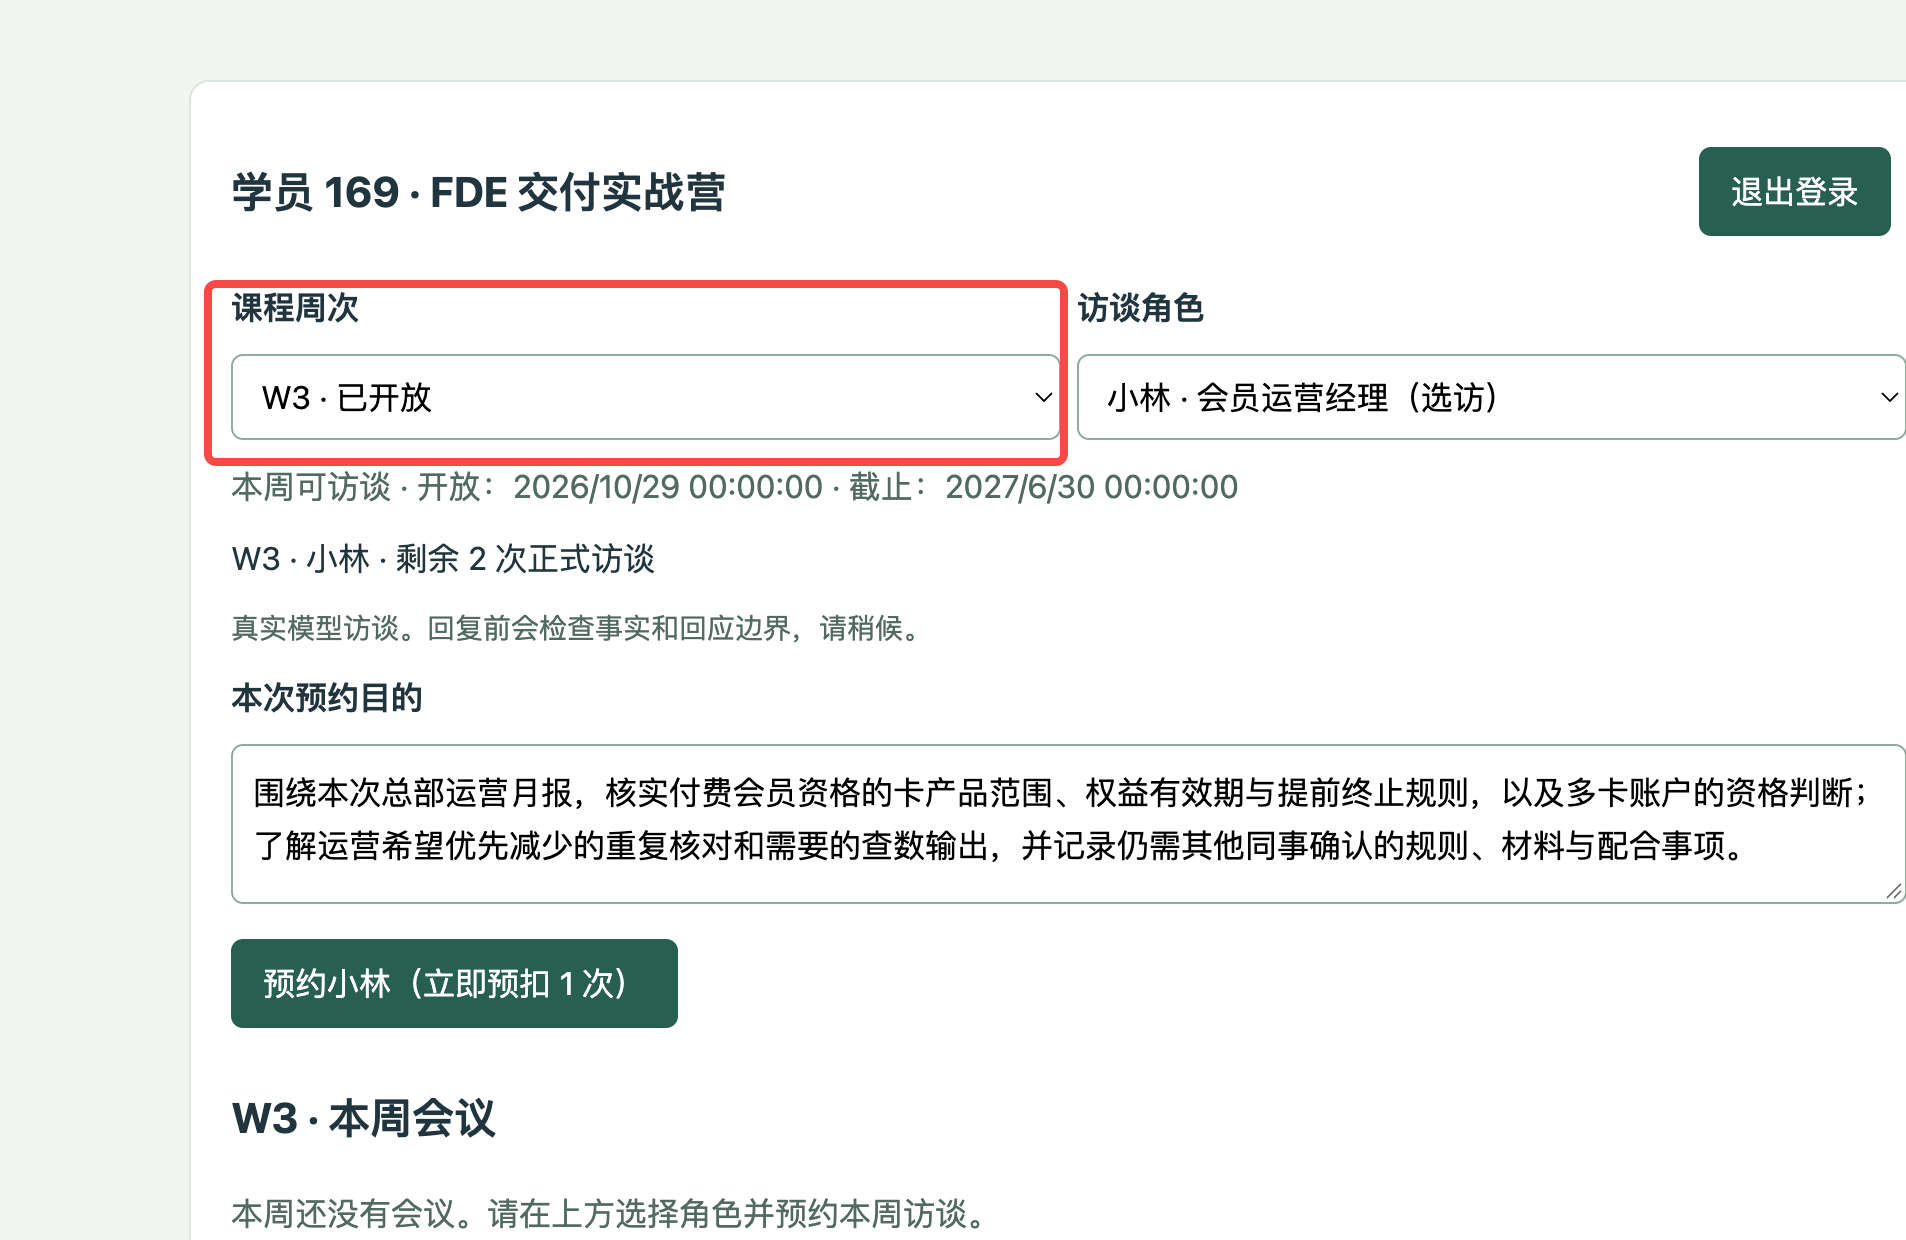 学员 169 · FDE 交付实战营
退出登录
课程周次
访谈角色
W3 · 已开放
小林 · 会员运营经理（选访）
本周可访谈 · 开放：2026/10/29 00:00:00 · 截止：2027/6/30 00:00:00
W3 · 小林 · 剩余 2 次正式访谈
真实模型访谈。回复前会检查事实和回应边界，请稍候。
本次预约目的
围绕本次总部运营月报，核实付费会员资格的卡产品范围、权益有效期与提前终止规则，以及多卡账户的资格判断；
了解运营希望优先减少的重复核对和需要的查数输出，并记录仍需其他同事确认的规则、材料与配合事项。
预约小林（立即预扣 1 次）
W3 · 本周会议
本周还没有会议。请在上方选择角色并预约本周访谈。